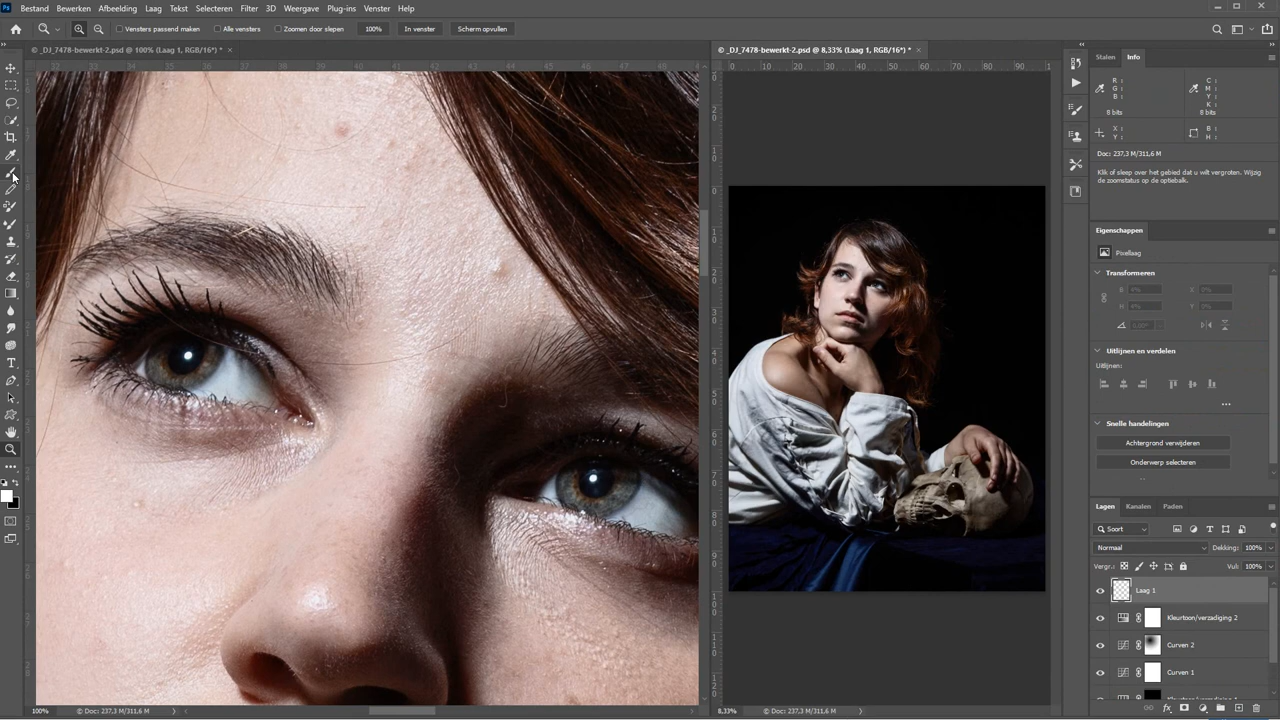 Bestand Bewerken Afbeelding Laag Tekst Selecteren Filter 3D Weergave Plug-ins Venster Help
Vensters passend maken Alle vensters Zoomen door slepen 100% In venster Scherm opvullen
_DJ_7478-bewerkt-2.psd @ 100% (Laag 1, RGB/16*) *
_DJ_7478-bewerkt-2.psd @ 8,33% (Laag 1, RGB/16*) *
Stalen Info
R: C:
G: M:
B: Y:
K:
8 bits 8 bits
X: B:
Y: H:
Doc: 237,3 M/311,6 M
Klik of sleep over het gebied dat u wilt vergroten. Wijzig
de zoomstatus op de optiebalk.
Eigenschappen
Pixellaag
Transformeren
Uitlijnen en verdelen
Uitlijnen:
Snelle handelingen
Achtergrond verwijderen
Onderwerp selecteren
Lagen Kanalen Paden
Soort
Normaal Dekking: 100%
Vergr.: Vul: 100%
Laag 1
Kleurtoon/verzadiging 2
Curven 2
Curven 1
100% Doc: 237,3 M/311,6 M
8,33% Doc: 237,3 M/311,6 M